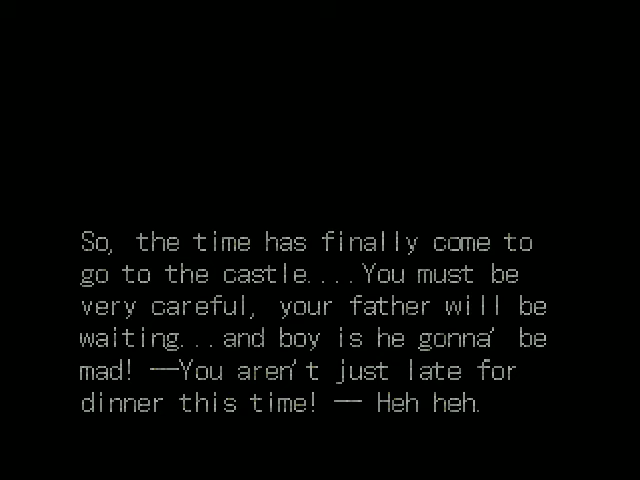 So, the time has finally come to
go to the castle....You must be
very careful, your father will be
waiting...and boy is he gonna' be
mad! ──You aren't just late for
dinner this time! ── Heh heh.